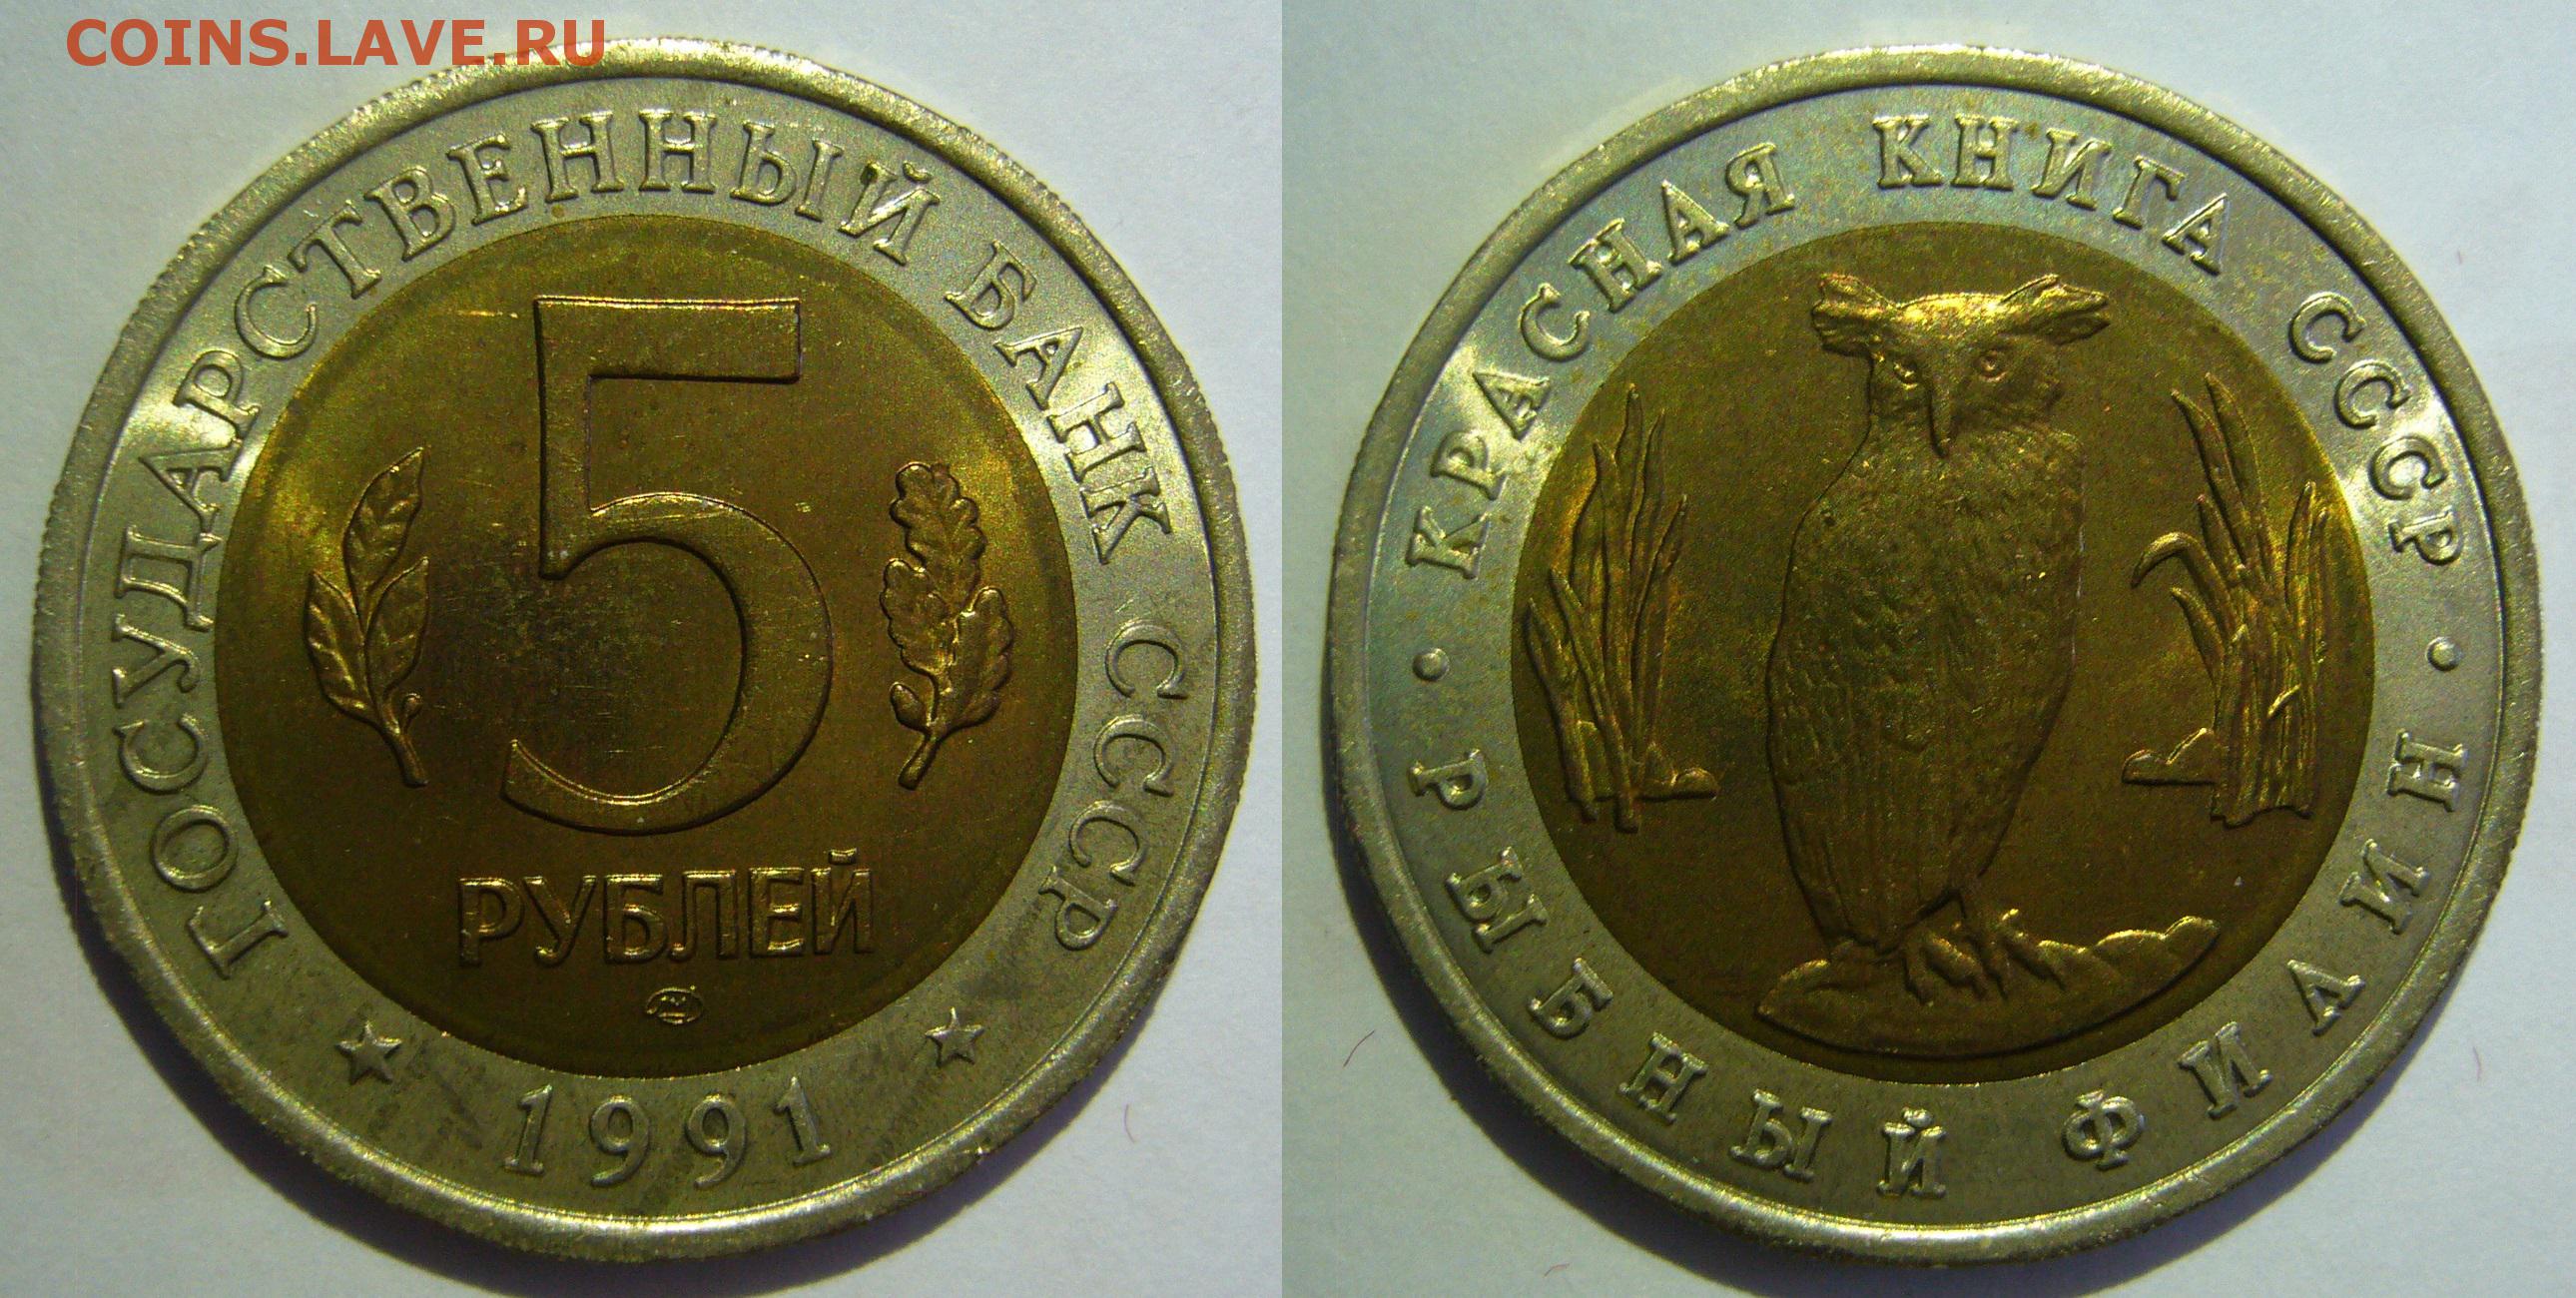 COINS.LAVE.RU
ГОСУДАРСТВЕННЫЙ БАНК СССР
5
РУБЛЕЙ
★ 1991 ★
КРАСНАЯ КНИГА СССР
• РЫБНЫЙ ФИЛИН •